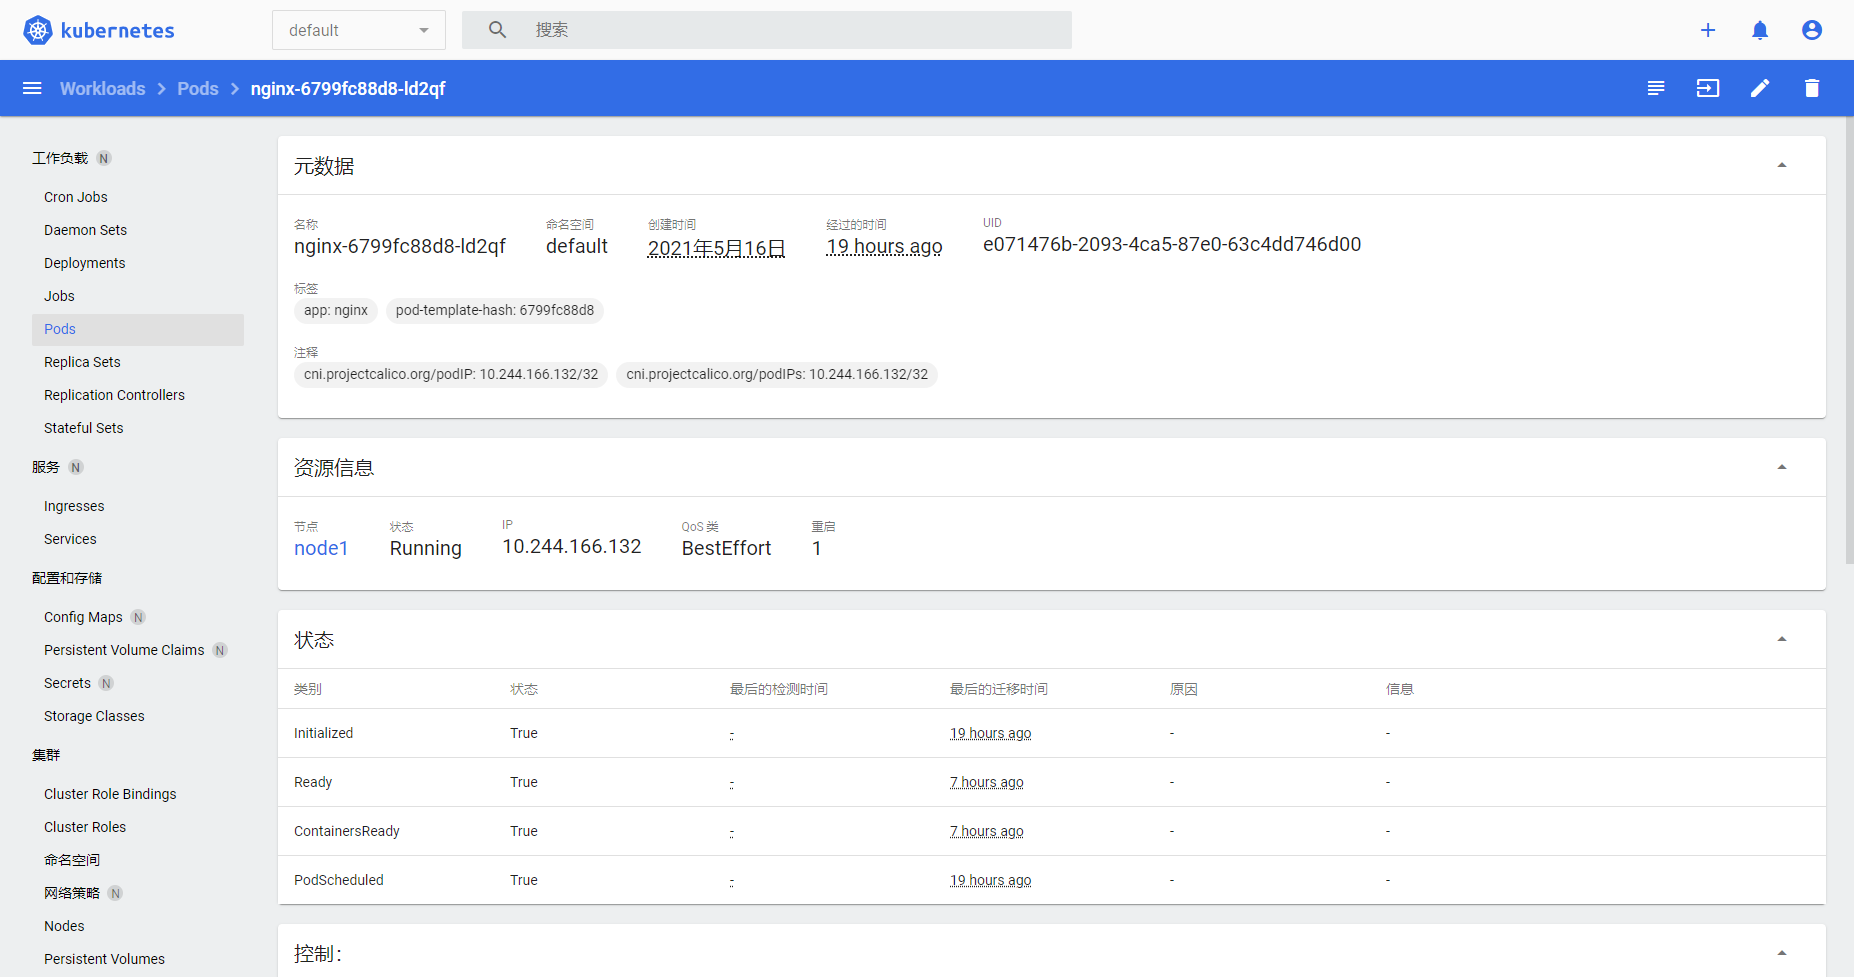 kubernetes
default
搜索
Workloads
Pods
nginx-6799fc88d8-ld2qf
工作负载 N
Cron Jobs
Daemon Sets
Deployments
Jobs
Pods
Replica Sets
Replication Controllers
Stateful Sets
服务 N
Ingresses
Services
配置和存储
Config Maps N
Persistent Volume Claims N
Secrets N
Storage Classes
集群
Cluster Role Bindings
Cluster Roles
命名空间
网络策略 N
Nodes
Persistent Volumes
元数据
名称 命名空间 创建时间 经过的时间 UID
nginx-6799fc88d8-ld2qf default 2021年5月16日 19 hours ago e071476b-2093-4ca5-87e0-63c4dd746d00
标签
app: nginx pod-template-hash: 6799fc88d8
注释
cni.projectcalico.org/podIP: 10.244.166.132/32 cni.projectcalico.org/podIPs: 10.244.166.132/32
资源信息
节点 状态 IP QoS 类 重启
node1 Running 10.244.166.132 BestEffort 1
状态
类别 状态 最后的检测时间 最后的迁移时间 原因 信息
Initialized True - 19 hours ago - -
Ready True - 7 hours ago - -
ContainersReady True - 7 hours ago - -
PodScheduled True - 19 hours ago - -
控制：